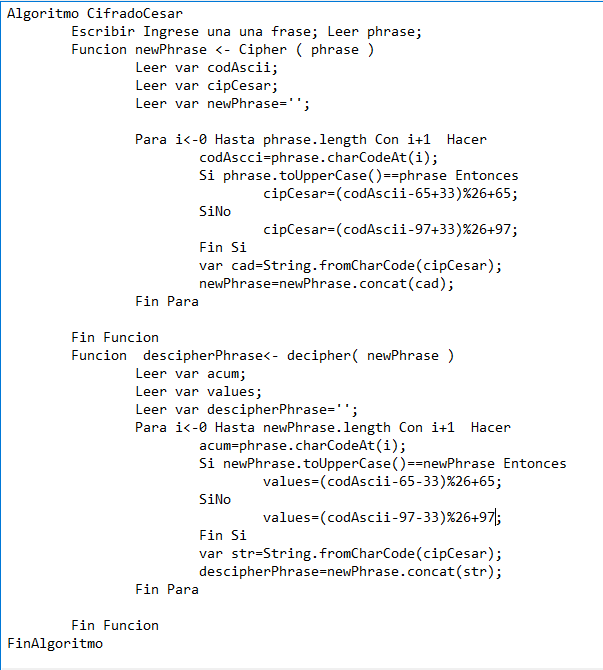 Algoritmo CifradoCesar
Escribir Ingrese una una frase; Leer phrase;
Funcion newPhrase <- Cipher ( phrase )
Leer var codAscii;
Leer var cipCesar;
Leer var newPhrase='';
Para i<-0 Hasta phrase.length Con i+1  Hacer
codAscci=phrase.charCodeAt(i);
Si phrase.toUpperCase()==phrase Entonces
cipCesar=(codAscii-65+33)%26+65;
SiNo
cipCesar=(codAscii-97+33)%26+97;
Fin Si
var cad=String.fromCharCode(cipCesar);
newPhrase=newPhrase.concat(cad);
Fin Para
Fin Funcion
Funcion  descipherPhrase<- decipher( newPhrase )
Leer var acum;
Leer var values;
Leer var descipherPhrase='';
Para i<-0 Hasta newPhrase.length Con i+1  Hacer
acum=phrase.charCodeAt(i);
Si newPhrase.toUpperCase()==newPhrase Entonces
values=(codAscii-65-33)%26+65;
SiNo
values=(codAscii-97-33)%26+97;
Fin Si
var str=String.fromCharCode(cipCesar);
descipherPhrase=newPhrase.concat(str);
Fin Para
Fin Funcion
FinAlgoritmo